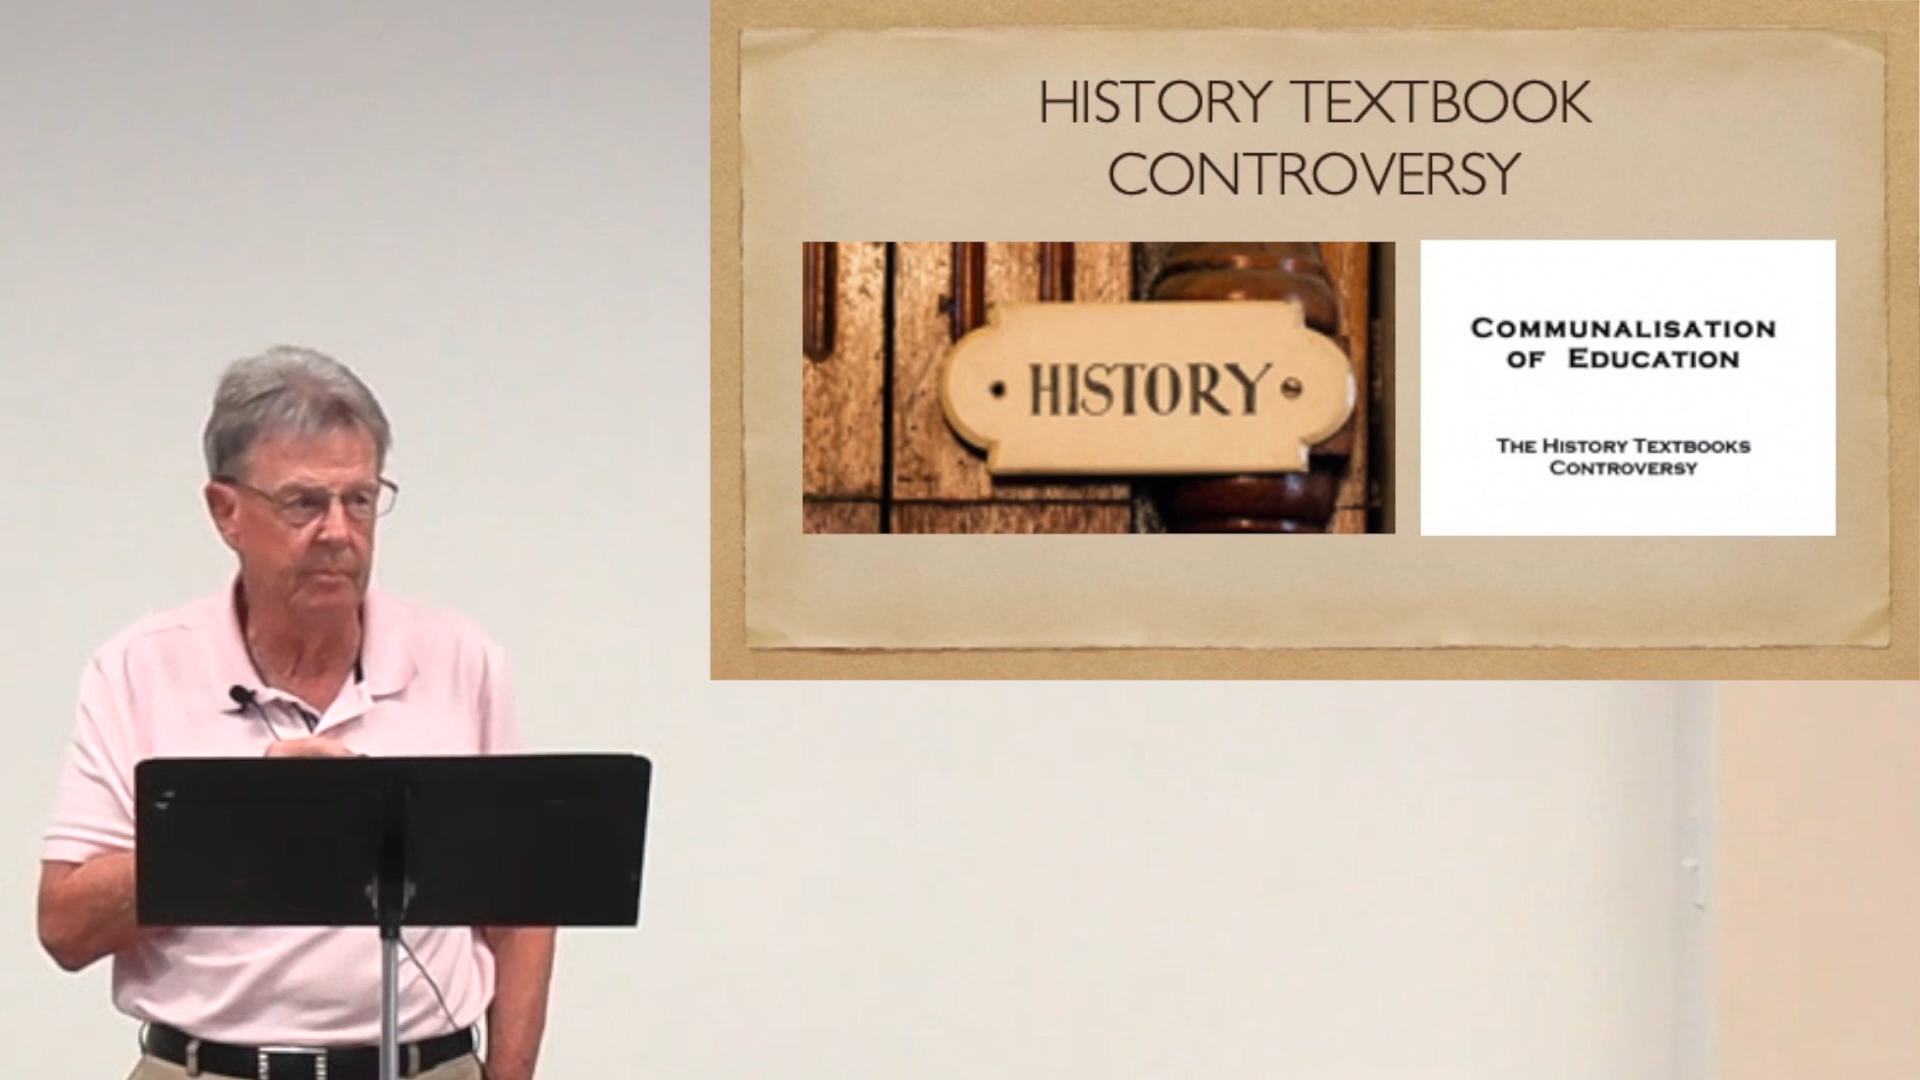 HISTORY TEXTBOOK
CONTROVERSY
HISTORY
COMMUNALISATION
OF EDUCATION
THE HISTORY TEXTBOOKS
CONTROVERSY